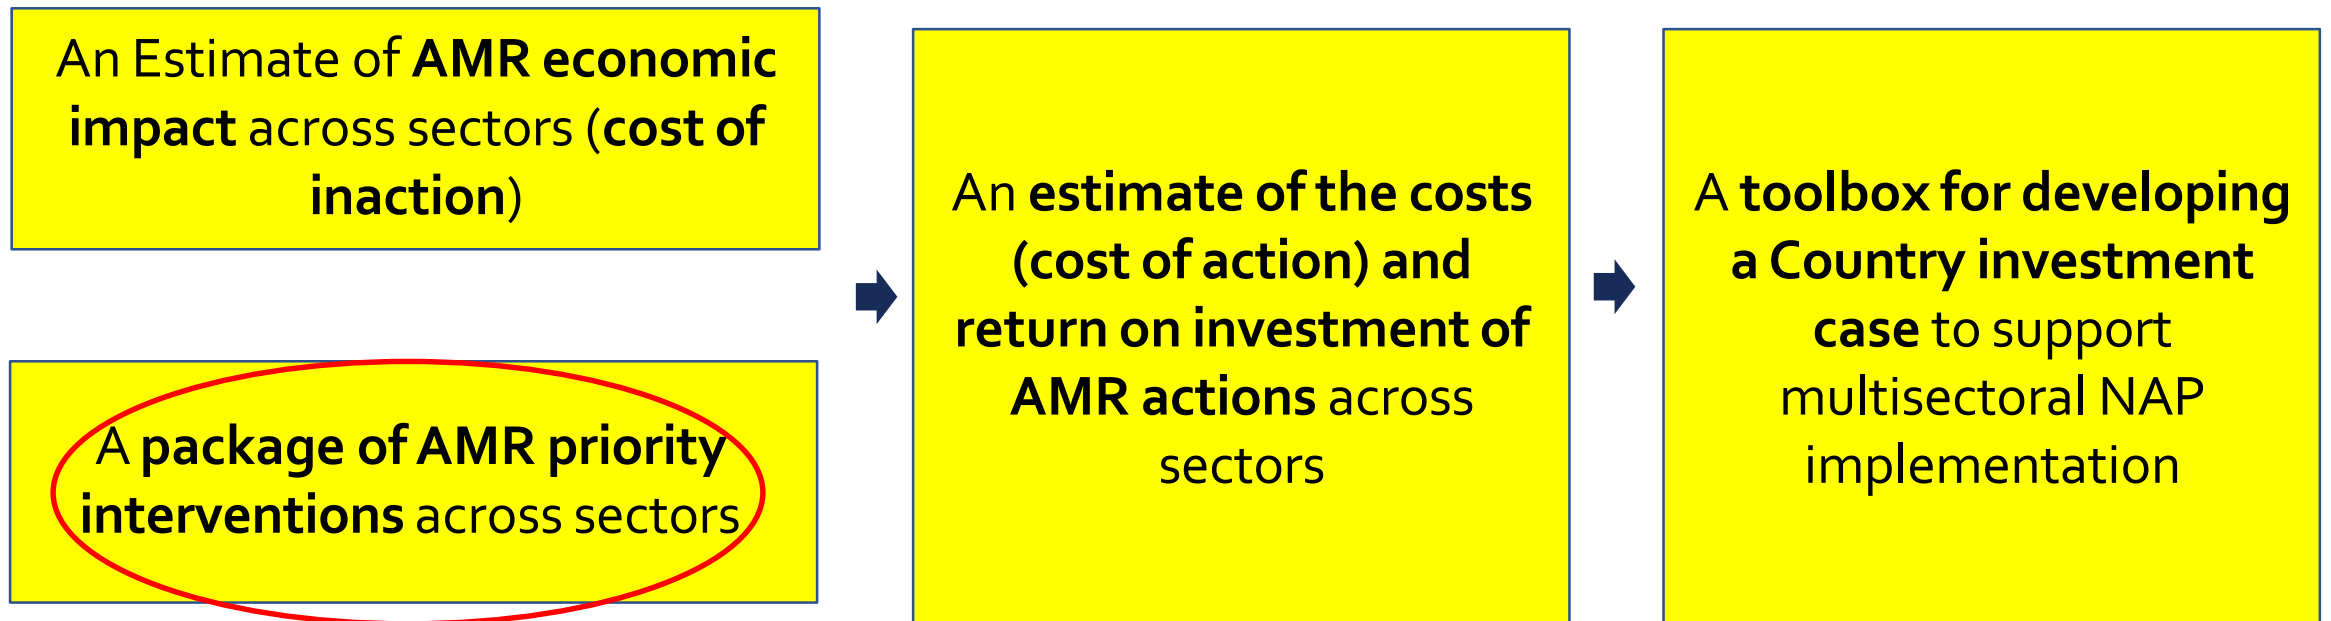 An Estimate of AMR economic
impact across sectors (cost of
inaction)
A package of AMR priority
interventions across sectors
An estimate of the costs
(cost of action) and
return on investment of
AMR actions across
sectors
A toolbox for developing
a Country investment
case to support
multisectoral NAP
implementation